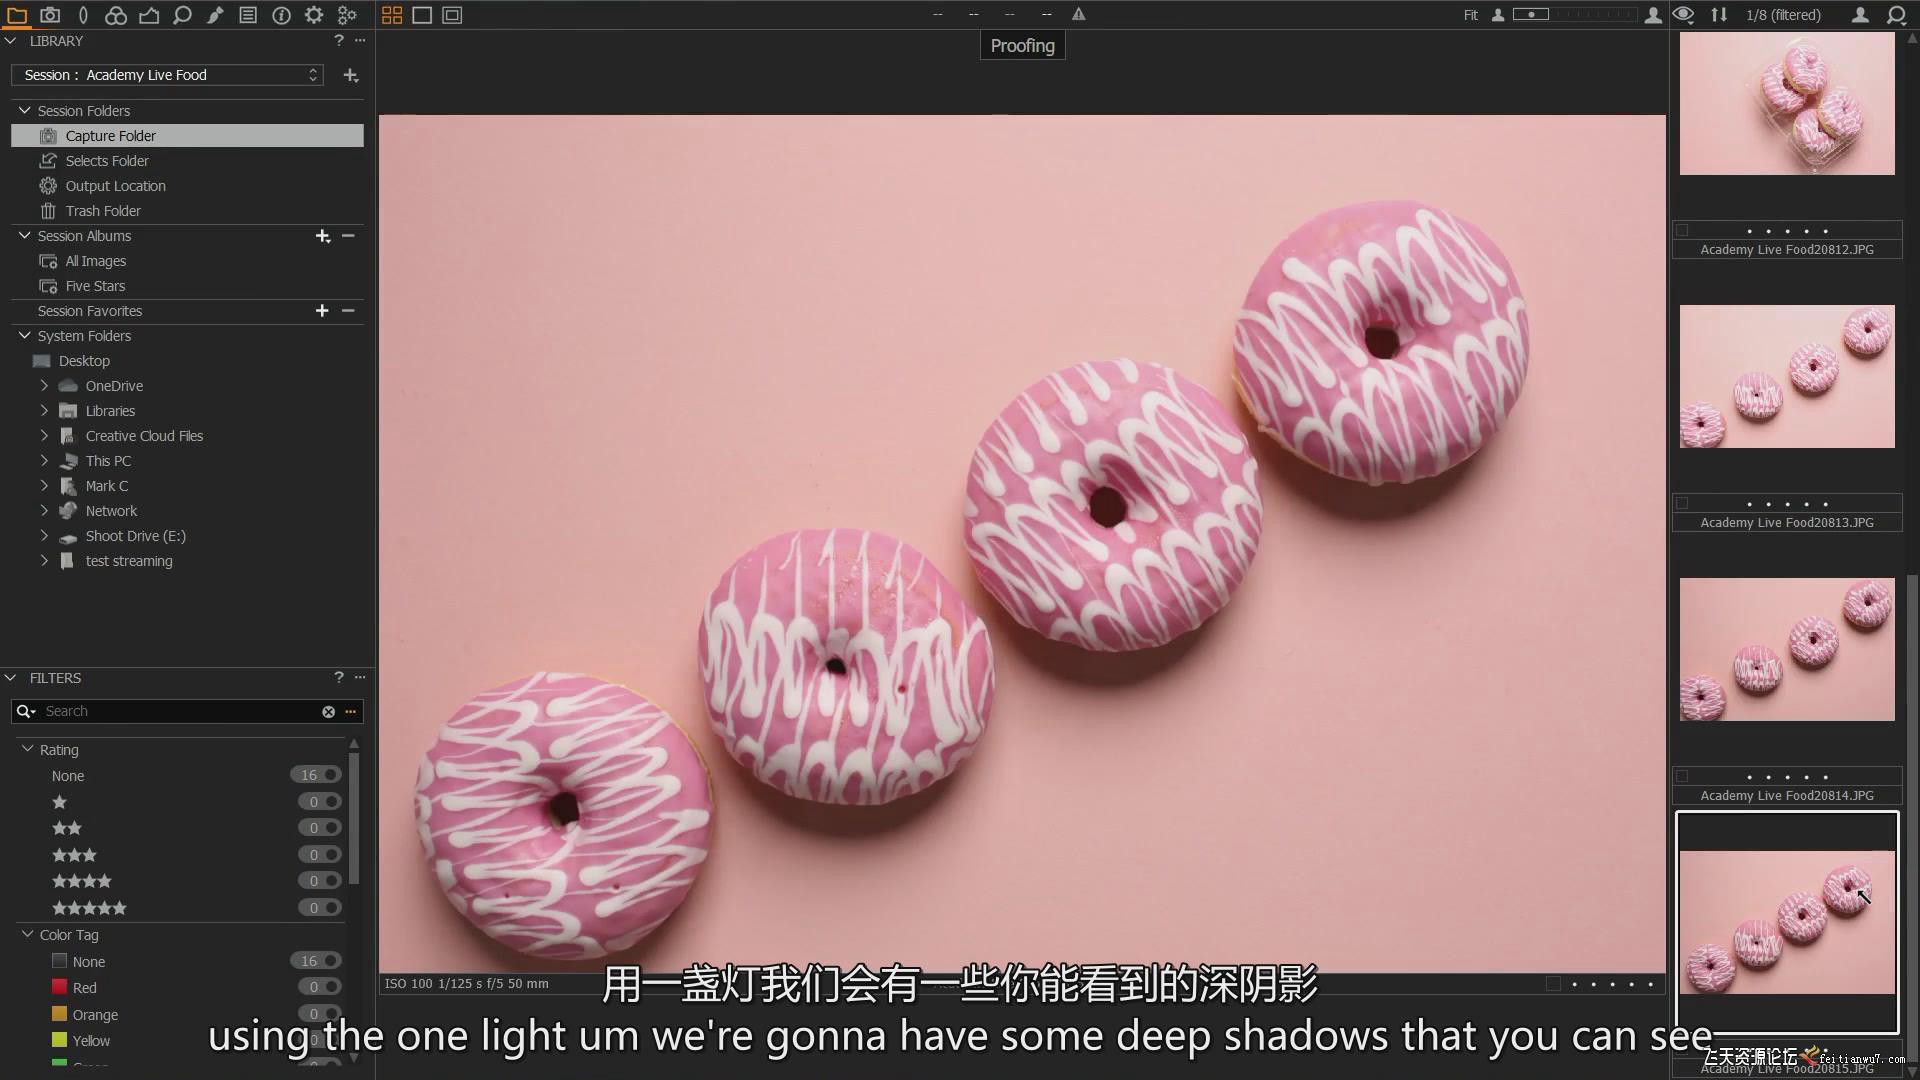 -- -- -- --
Fit
1/8 (filtered)
LIBRARY
? ...
Proofing
Session : Academy Live Food
Session Folders
Capture Folder
Selects Folder
Output Location
Trash Folder
Session Albums
All Images
Five Stars
Session Favorites
System Folders
Desktop
OneDrive
Libraries
Creative Cloud Files
This PC
Mark C
Network
Shoot Drive (E:)
test streaming
FILTERS
? ...
Search
Rating
None 16
0
0
0
0
0
Color Tag
None 16
Red 0
Orange 0
Yellow 0
Academy Live Food20812.JPG
Academy Live Food20813.JPG
Academy Live Food20814.JPG
ISO 100 1/125 s f/5 50 mm
用一盏灯我们会有一些你能看到的深阴影
using the one light um we're gonna have some deep shadows that you can see
飞天资源论坛 feitianwu7.com
Academy Live Food20815.JPG